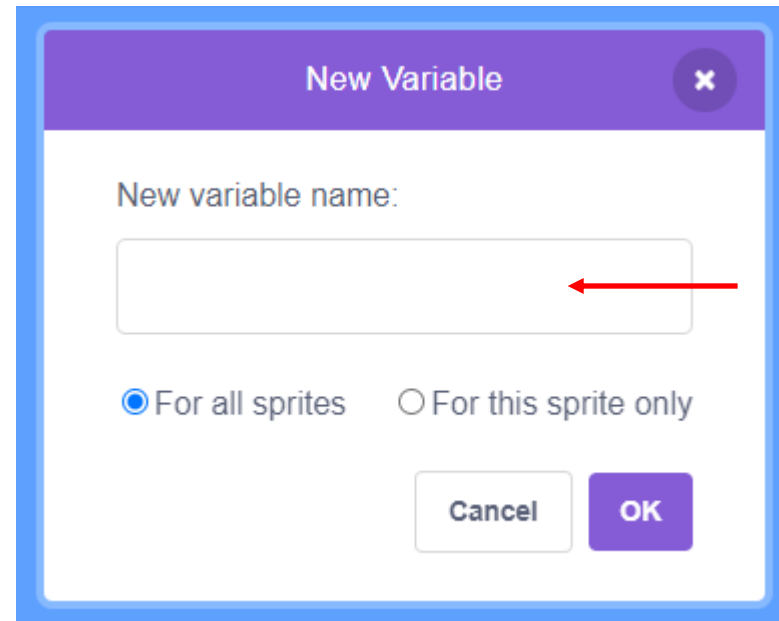 New Variable
New variable name:
For all sprites For this sprite only
Cancel OK